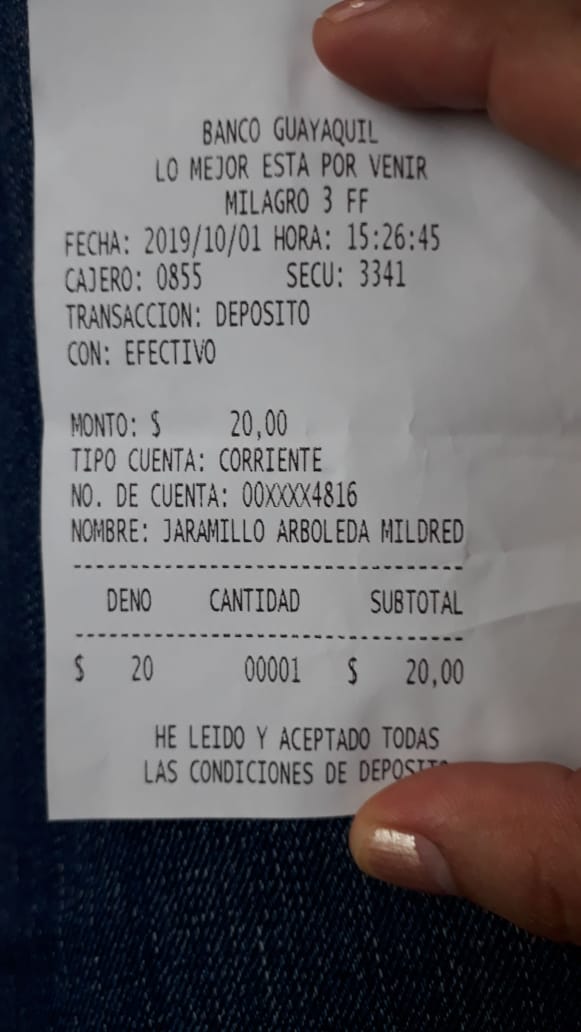 BANCO GUAYAQUIL
LO MEJOR ESTA POR VENIR
MILAGRO 3 FF
FECHA: 2019/10/01 HORA: 15:26:45
CAJERO: 0855 SECU: 3341
TRANSACCION: DEPOSITO
CON: EFECTIVO
MONTO: $ 20,00
TIPO CUENTA: CORRIENTE
NO. DE CUENTA: 00XXXX4816
NOMBRE: JARAMILLO ARBOLEDA MILDRED
---------------------------------
DENO CANTIDAD SUBTOTAL
---------------------------------
$ 20 00001 $ 20,00
HE LEIDO Y ACEPTADO TODAS
LAS CONDICIONES DE DEPOSITO